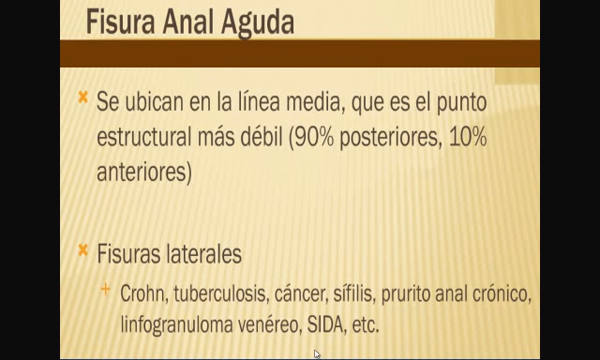 Fisura Anal Aguda
Se ubican en la línea media, que es el punto
estructural más débil (90% posteriores, 10%
anteriores)
Fisuras laterales
Crohn, tuberculosis, cáncer, sífilis, prurito anal crónico,
linfogranuloma venéreo, SIDA, etc.